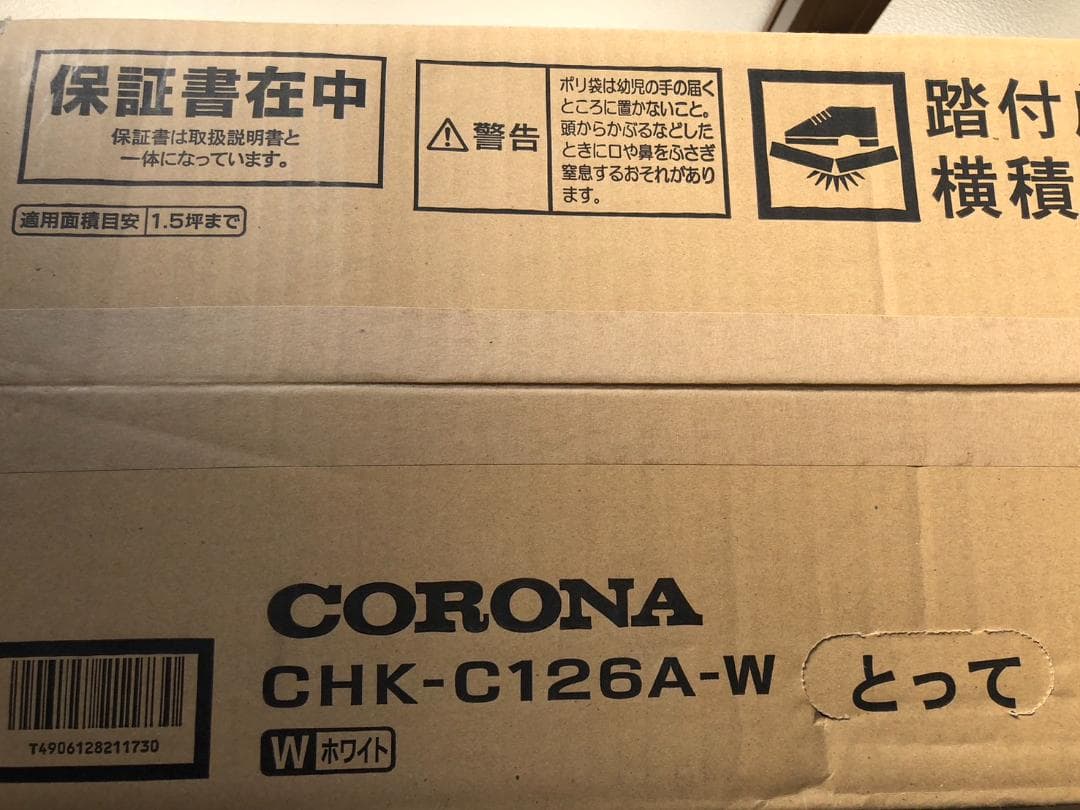 保証書在中
保証書は取扱説明書と
一体になっています。
適用面積目安 1.5坪まで
警告
ポリ袋は幼児の手の届く
ところに置かないこと。
頭からかぶるなどした
ときに口や鼻をふさぎ
窒息するおそれがあり
ます。
踏付
横積
CORONA
CHK-C126A-W
W ホワイト
とって
T4906128211730